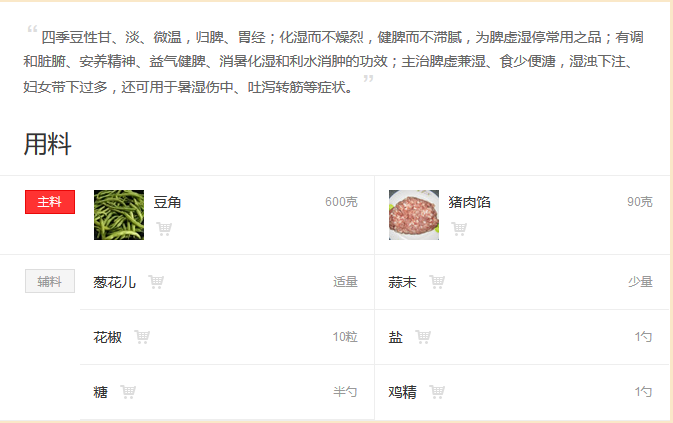 “ 四季豆性甘、淡、微温，归脾、胃经；化湿而不燥烈，健脾而不滞腻，为脾虚湿停常用之品；有调
和脏腑、安养精神、益气健脾、消暑化湿和利水消肿的功效；主治脾虚兼湿、食少便溏，湿浊下注、
妇女带下过多，还可用于暑湿伤中、吐泻转筋等症状。 ”
用料
主料 豆角 600克 猪肉馅 90克
辅料 葱花儿 适量 蒜末 少量
花椒 10粒 盐 1勺
糖 半勺 鸡精 1勺